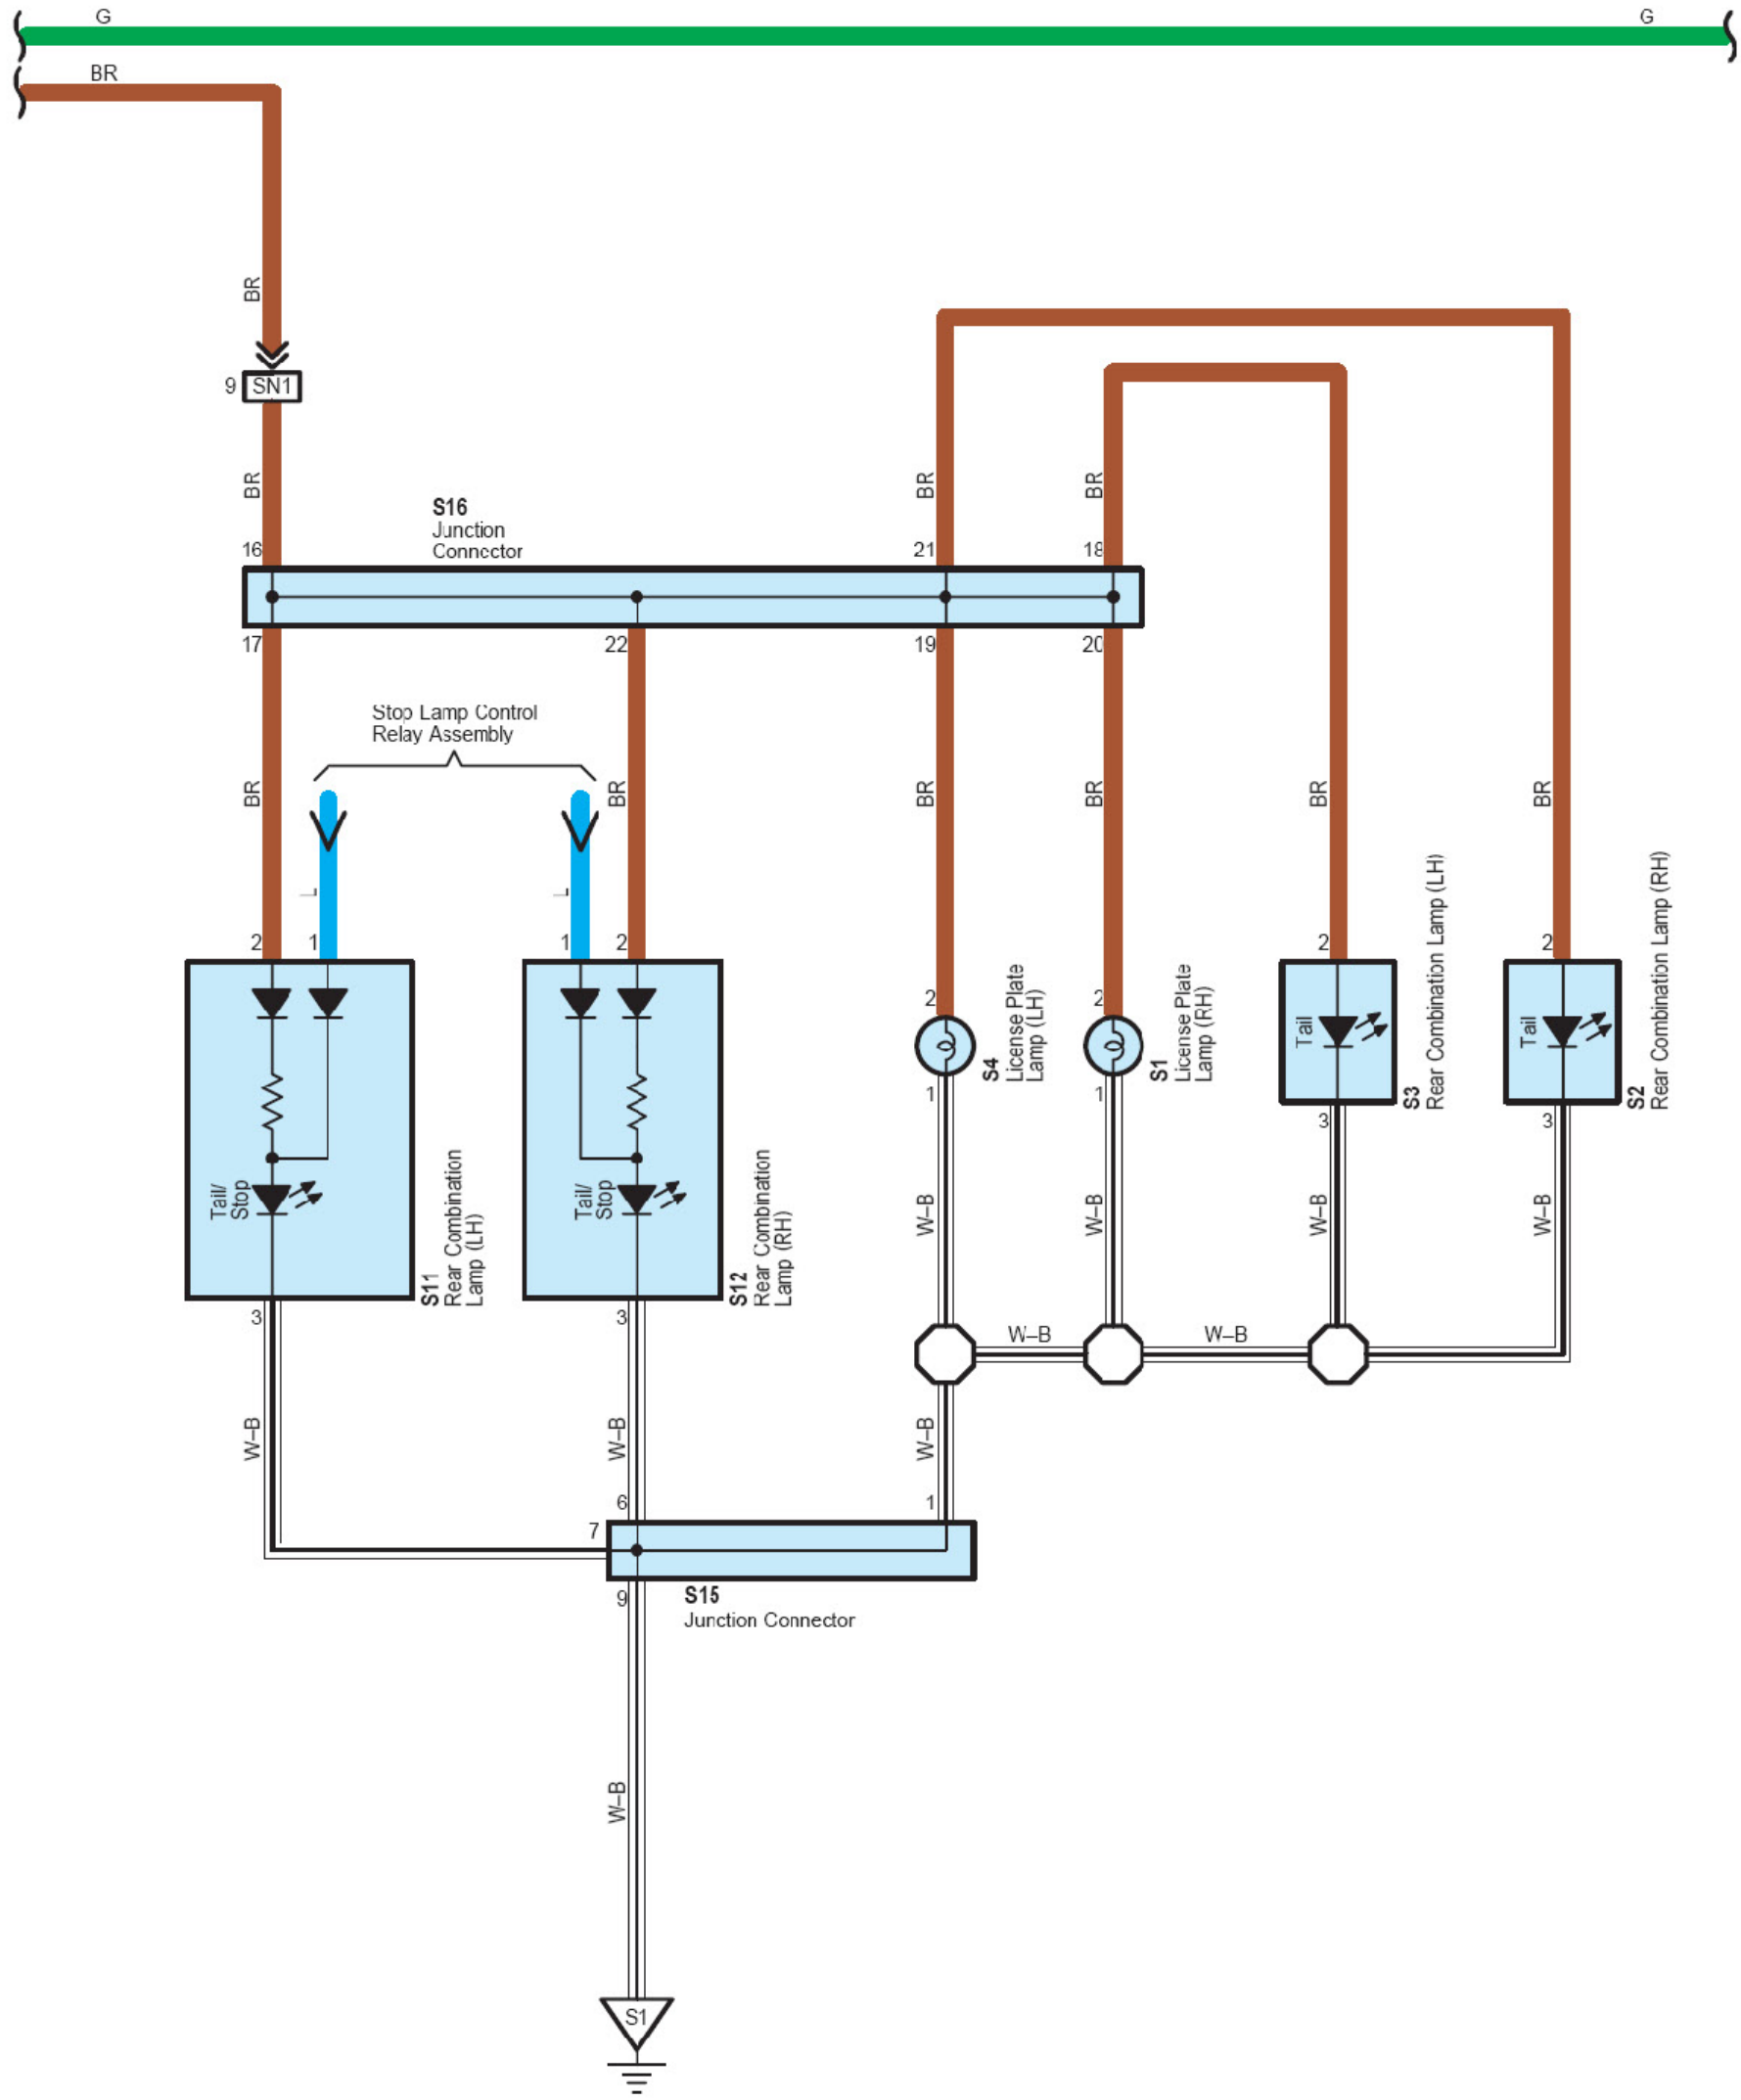 G
G
BR
BR
9
SN1
BR
BR
BR
S16
Junction
Connector
16
21
18
17
22
19
20
Stop Lamp Control
Relay Assembly
BR
BR
BR
BR
BR
BR
L
L
2
1
1
2
2
2
2
2
Tail
Tail
S4
License Plate
Lamp (LH)
S1
License Plate
Lamp (RH)
S3
Rear Combination Lamp (LH)
S2
Rear Combination Lamp (RH)
1
1
3
3
Tail/
Stop
Tail/
Stop
S11
Rear Combination
Lamp (LH)
S12
Rear Combination
Lamp (RH)
W–B
W–B
W–B
W–B
3
3
W–B
W–B
W–B
W–B
W–B
6
1
7
9
S15
Junction Connector
W–B
S1